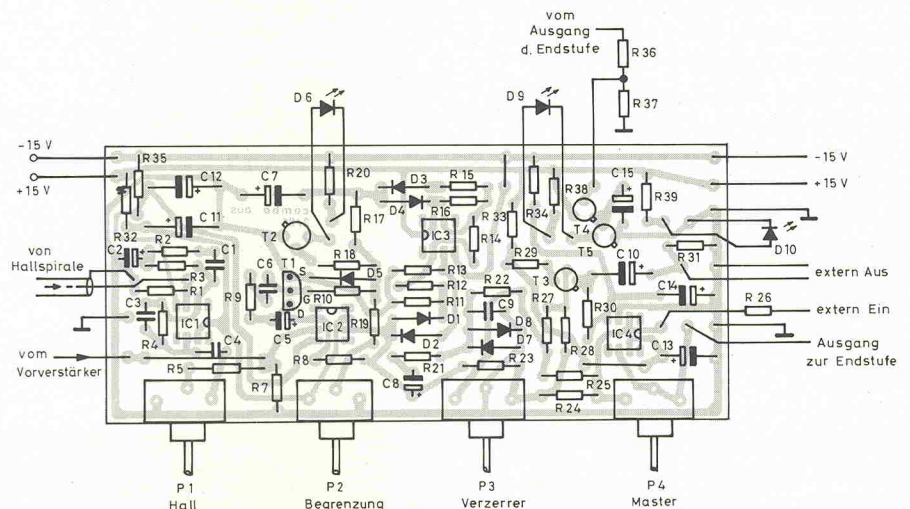 vom
Ausgang
d. Endstufe
R 36
R 37
D 6
D 9
-15 V
+15 V
-15 V
+15 V
R 35
C 12
C 7
R 20
D 3
R 15
D 4
R 16
R 17
C 11
R 32
T 2
IC 3
R 14
R 33
R 34
R 38
C 15
R 39
T 4
T 5
D 10
von
Hallspirale
C 2
R 2
C 1
R 3
R 1
C 6
T 1
S
G
D
R 18
D 5
R 10
R 13
R 12
R 11
R 22
R 29
T 3
C 10
R 31
C 14
extern Aus
R 26
extern Ein
C 3
R 4
IC 1
R 9
C 5
IC 2
R 19
D 1
C 9
D 8
D 7
R 27
R 28
R 30
IC 4
C 13
Ausgang
zur Endstufe
vom
Vorverstärker
C 4
R 5
R 7
R 8
D 2
R 21
C 8
R 23
R 25
R 24
P 1
Hall
P 2
Begrenzung
P 3
Verzerrer
P 4
Master